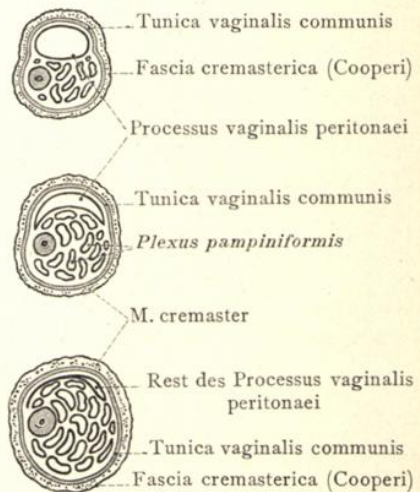 Tunica vaginalis communis
Fascia cremasterica (Cooperi)
Processus vaginalis peritonaei
Tunica vaginalis communis
Plexus pampiniformis
M. cremaster
Rest des Processus vaginalis
peritonaei
Tunica vaginalis communis
Fascia cremasterica (Cooperi)